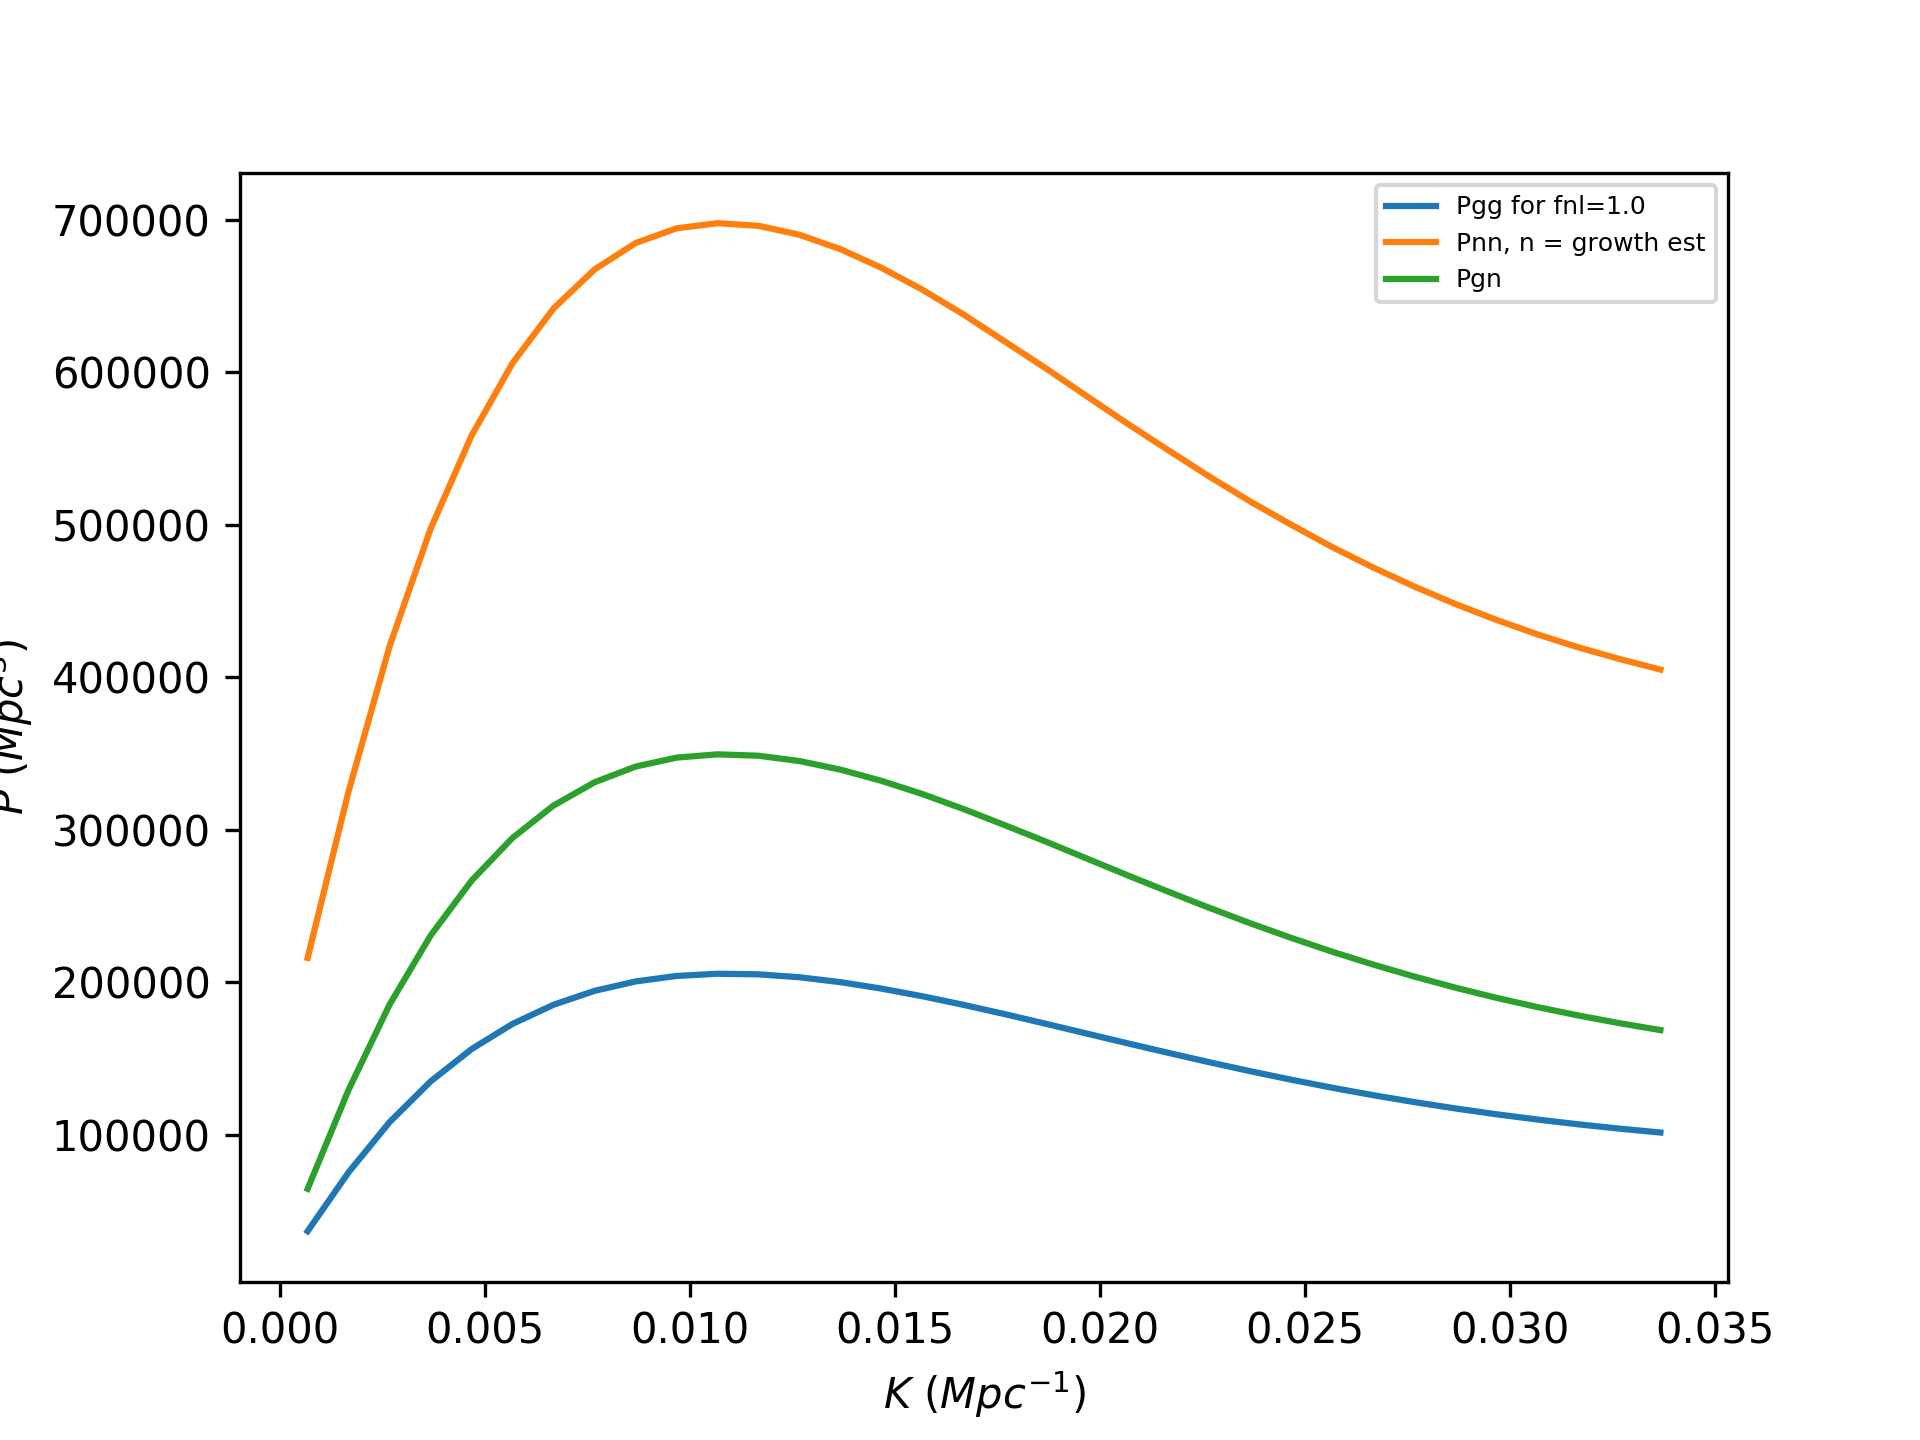 Pgg for fnl=1.0
Pnn, n = growth est
Pgn
700000
600000
500000
400000
300000
200000
100000
P (Mpc³)
0.000 0.005 0.010 0.015 0.020 0.025 0.030 0.035
K (Mpc⁻¹)